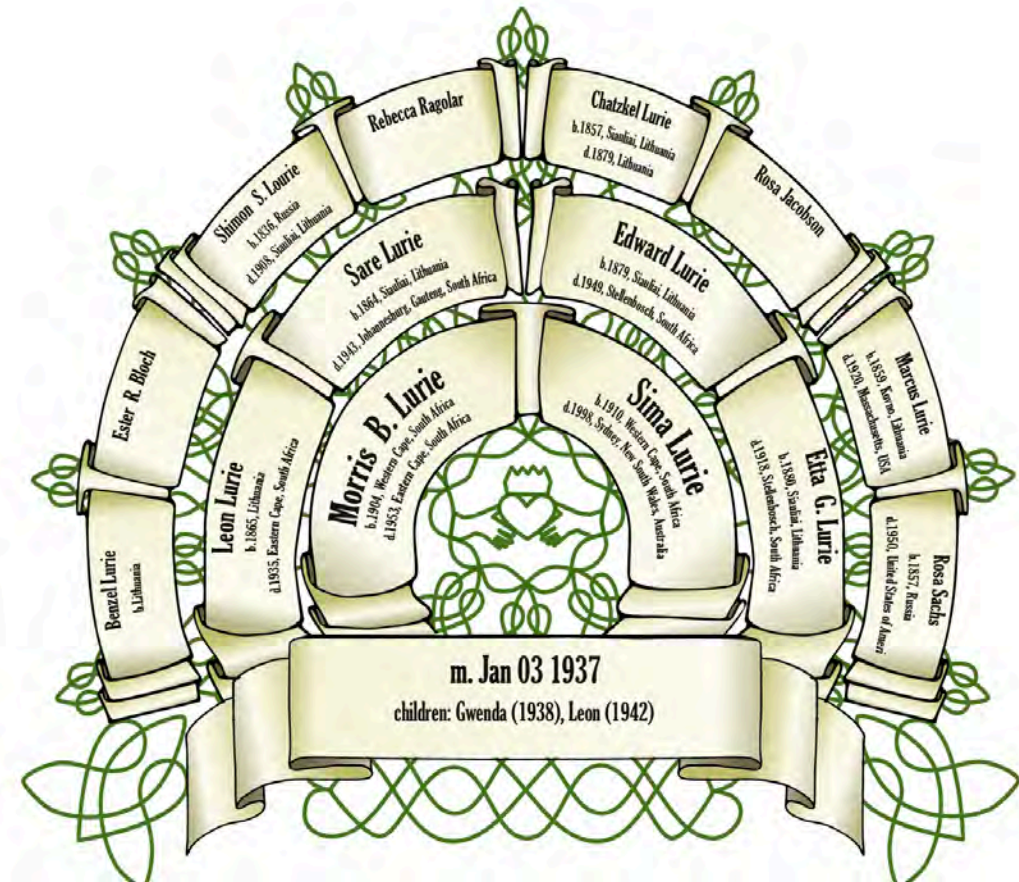 Rebecca Ragolar
Chatzkel Lurie
b.1857, Siauliai, Lithuania
d.1879, Lithuania
Shimon S. Lourie
b.1836, Russia
d.1908, Siauliai, Lithuania
Rosa Jacobson
Sare Lurie
b.1864, Siauliai, Lithuania
d.1943, Johannesburg, Gauteng, South Africa
Edward Lurie
b.1879, Siauliai, Lithuania
d.1949, Stellenbosch, South Africa
Ester R. Bloch
Marcus Lurie
b.1859, Kovno, Lithuania
d.1920, Massachusetts, USA
Morris B. Lurie
b.1904, Western Cape, South Africa
d.1953, Eastern Cape, South Africa
Sima Lurie
b.1910, Western Cape, South Africa
d.1998, Sydney, New South Wales, Australia
Leon Lurie
b.1865, Lithuania
d.1935, Eastern Cape, South Africa
Etta G. Lurie
b.1880, Siauliai, Lithuania
d.1918, Stellenbosch, South Africa
Benzel Lurie
b.Lithuania
Rosa Sachs
b.1857, Russia
d.1950, United States of Ameri
m. Jan 03 1937
children: Gwenda (1938), Leon (1942)